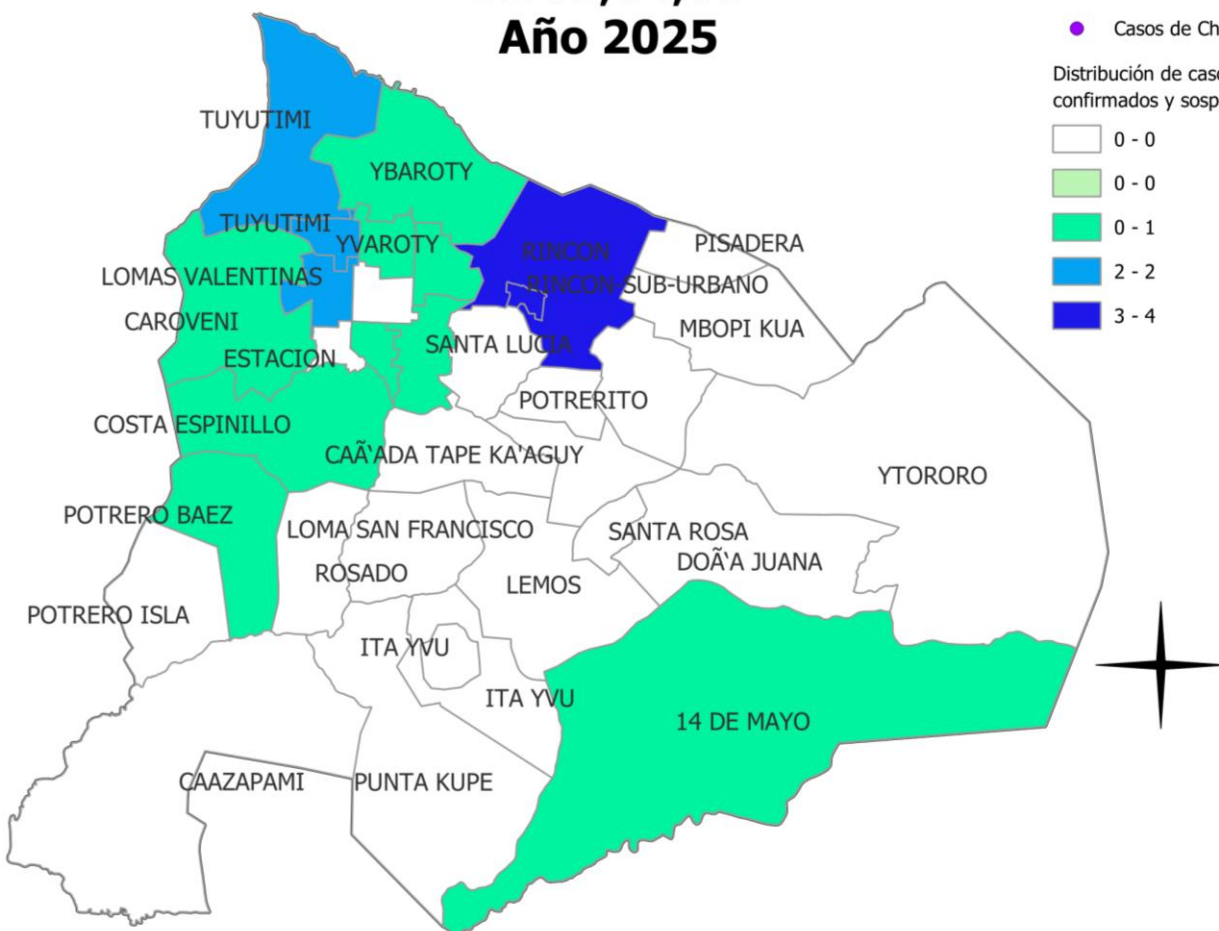 Año 2025
Casos de Ch
Distribución de caso
confirmados y sosp
0 - 0
0 - 0
0 - 1
2 - 2
3 - 4
TUYUTIMI
YBAROTY
TUYUTIMI
YVAROTY
RINCON
PISADERA
LOMAS VALENTINAS
RINCON SUB-URBANO
CAROVENI
MBOPI KUA
ESTACION
SANTA LUCIA
POTRERITO
COSTA ESPINILLO
CAÃ‘ADA TAPE KA'AGUY
YTORORO
POTRERO BAEZ
LOMA SAN FRANCISCO
SANTA ROSA
DOÃ‘A JUANA
ROSADO
LEMOS
POTRERO ISLA
ITA YVU
ITA YVU
14 DE MAYO
CAAZAPAMI
PUNTA KUPE